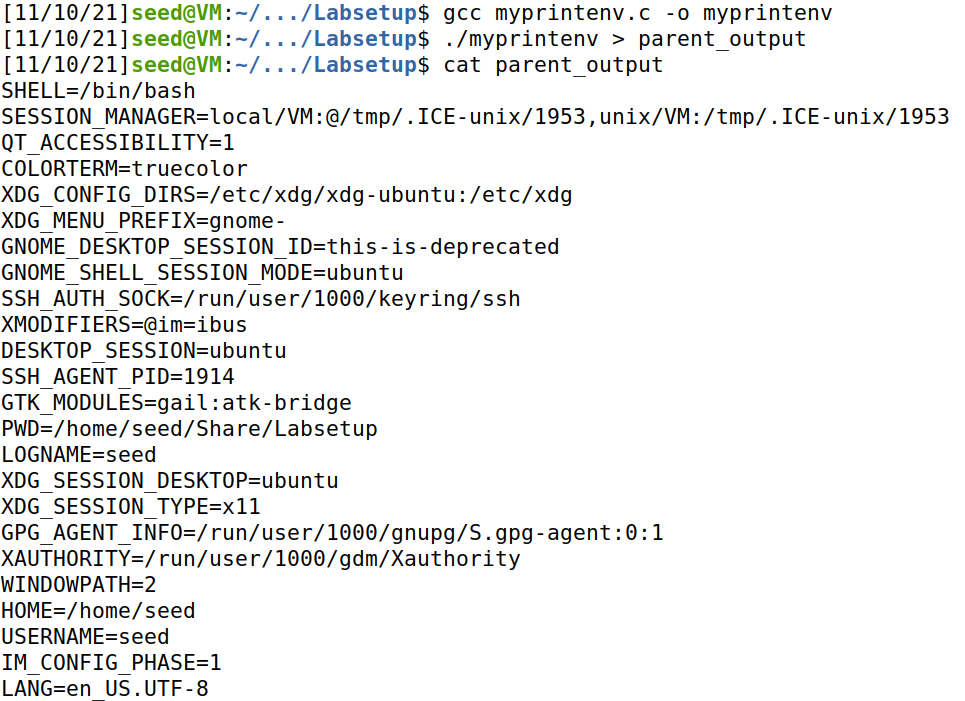 [11/10/21]seed@VM:~/.../Labsetup$ gcc myprintenv.c -o myprintenv
[11/10/21]seed@VM:~/.../Labsetup$ ./myprintenv > parent_output
[11/10/21]seed@VM:~/.../Labsetup$ cat parent_output
SHELL=/bin/bash
SESSION_MANAGER=local/VM:@/tmp/.ICE-unix/1953,unix/VM:/tmp/.ICE-unix/1953
QT_ACCESSIBILITY=1
COLORTERM=truecolor
XDG_CONFIG_DIRS=/etc/xdg/xdg-ubuntu:/etc/xdg
XDG_MENU_PREFIX=gnome-
GNOME_DESKTOP_SESSION_ID=this-is-deprecated
GNOME_SHELL_SESSION_MODE=ubuntu
SSH_AUTH_SOCK=/run/user/1000/keyring/ssh
XMODIFIERS=@im=ibus
DESKTOP_SESSION=ubuntu
SSH_AGENT_PID=1914
GTK_MODULES=gail:atk-bridge
PWD=/home/seed/Share/Labsetup
LOGNAME=seed
XDG_SESSION_DESKTOP=ubuntu
XDG_SESSION_TYPE=x11
GPG_AGENT_INFO=/run/user/1000/gnupg/S.gpg-agent:0:1
XAUTHORITY=/run/user/1000/gdm/Xauthority
WINDOWPATH=2
HOME=/home/seed
USERNAME=seed
IM_CONFIG_PHASE=1
LANG=en_US.UTF-8